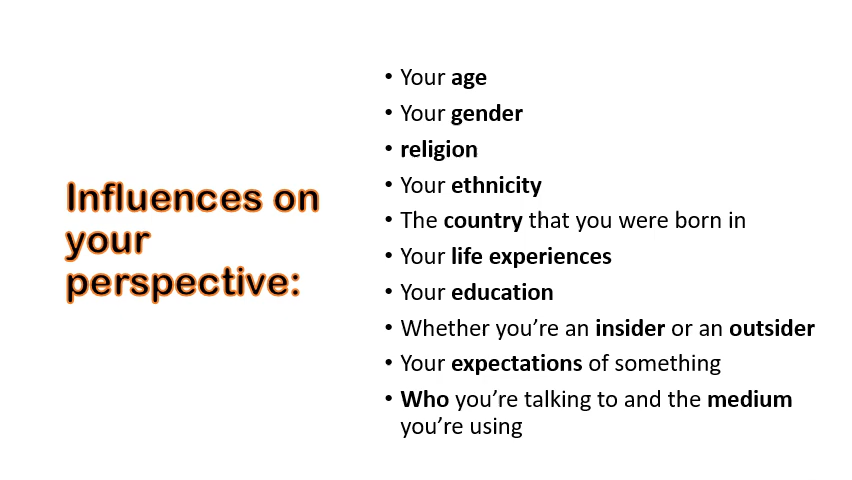 Influences on
your
perspective:
• Your age
• Your gender
• religion
• Your ethnicity
• The country that you were born in
• Your life experiences
• Your education
• Whether you’re an insider or an outsider
• Your expectations of something
• Who you’re talking to and the medium
you’re using